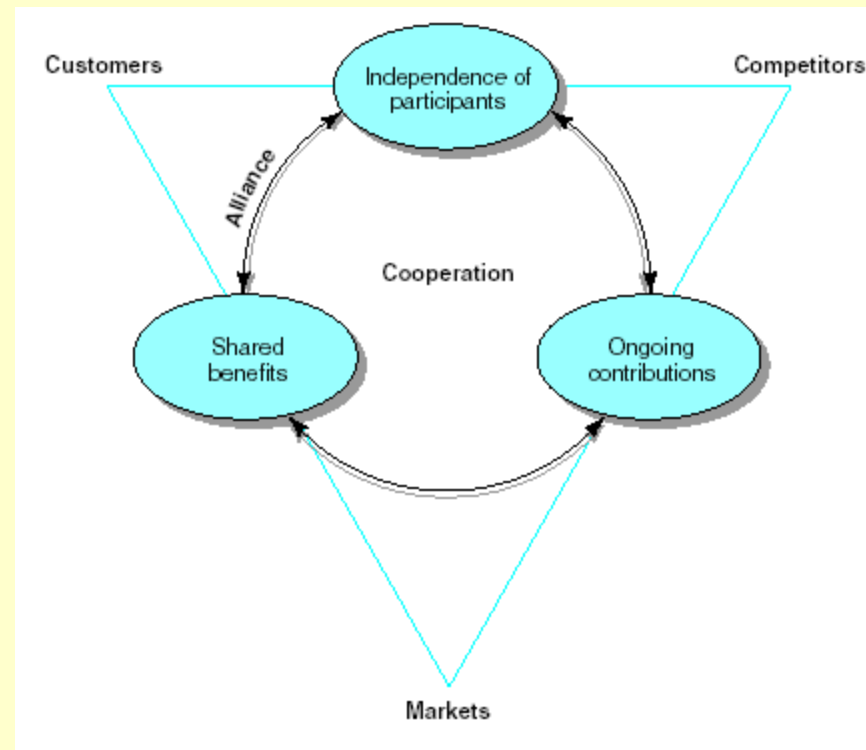 Customers
Independence of
participants
Competitors
Alliance
Cooperation
Shared
benefits
Ongoing
contributions
Markets